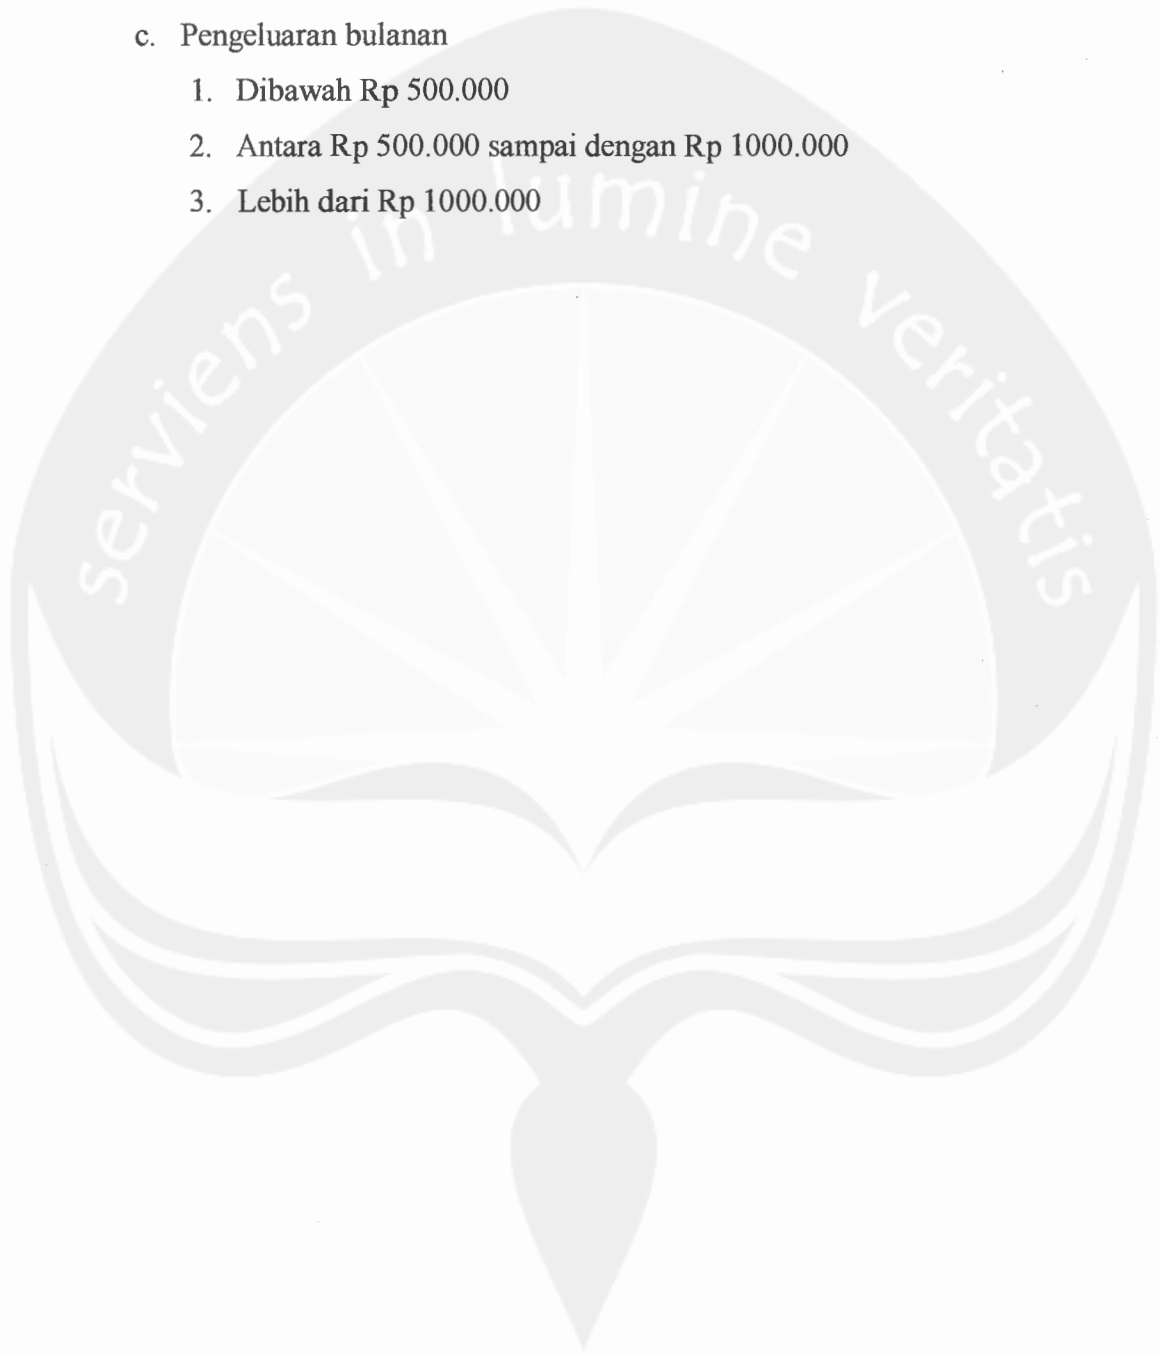 c. Pengeluaran bulanan
1. Dibawah Rp 500.000
2. Antara Rp 500.000 sampai dengan Rp 1000.000
3. Lebih dari Rp 1000.000
serviens in lumine veritatis